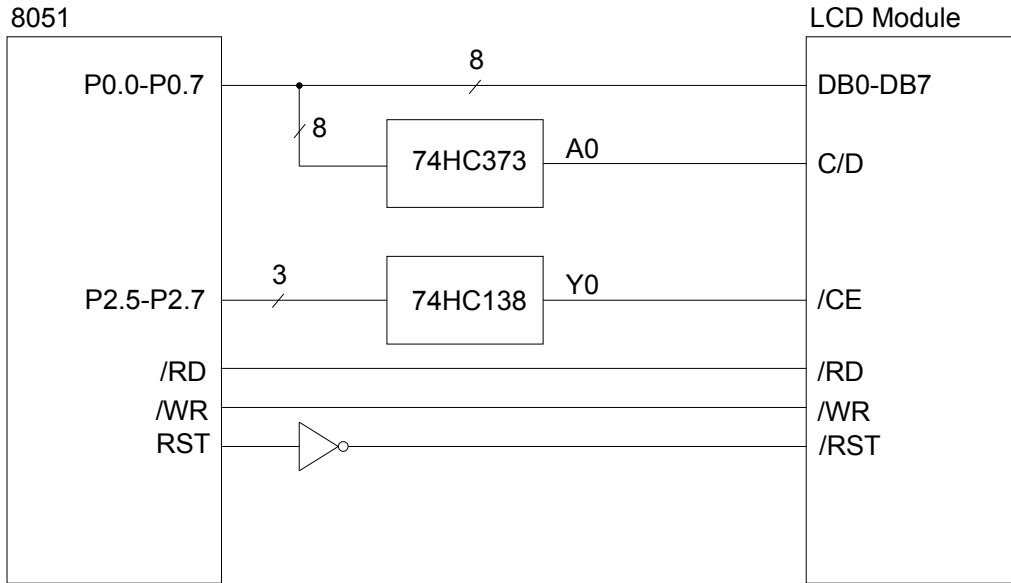 8051 LCD Module
P0.0-P0.7 8 DB0-DB7
8
74HC373 A0 C/D
P2.5-P2.7 3 74HC138 Y0 /CE
/RD /RD
/WR /WR
RST /RST